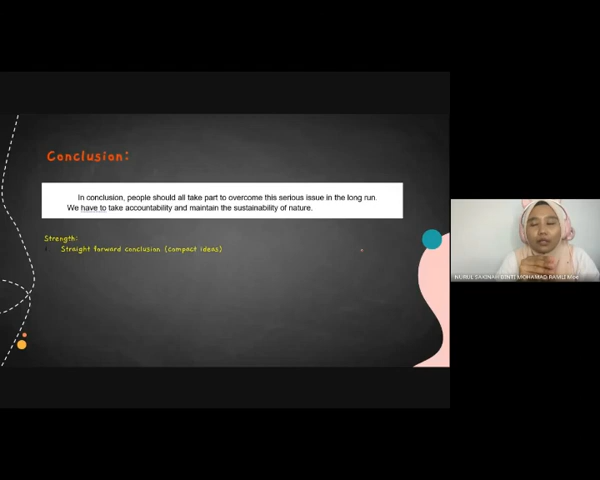 Conclusion:
In conclusion, people should all take part to overcome this serious issue in the long run.
We have to take accountability and maintain the sustainability of nature.
Strength:
Straight forward conclusion (compact ideas)
NURUL SAKINAH BINTI MOHAMAD RAMLI Moe